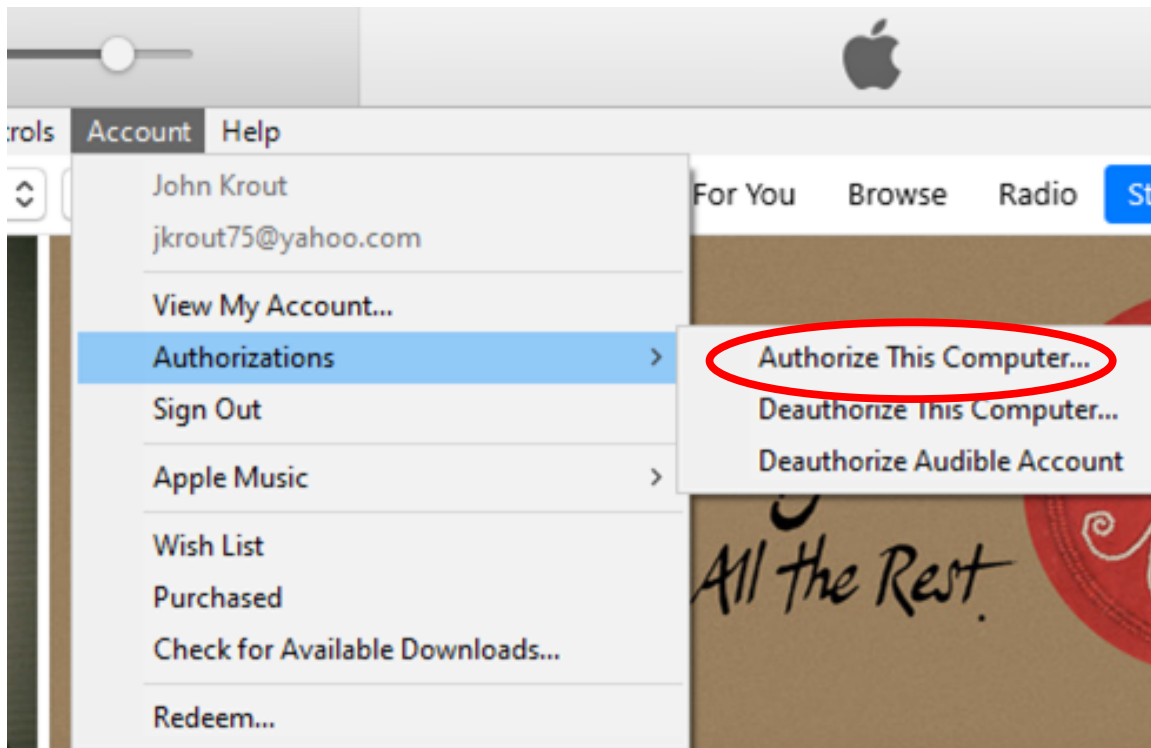 trols Account Help
John Krout
jkrout75@yahoo.com
For You Browse Radio St
View My Account...
Authorizations
Authorize This Computer...
Sign Out
Deauthorize This Computer...
Deauthorize Audible Account
Apple Music
Wish List
All the Rest.
Purchased
Check for Available Downloads...
Redeem...